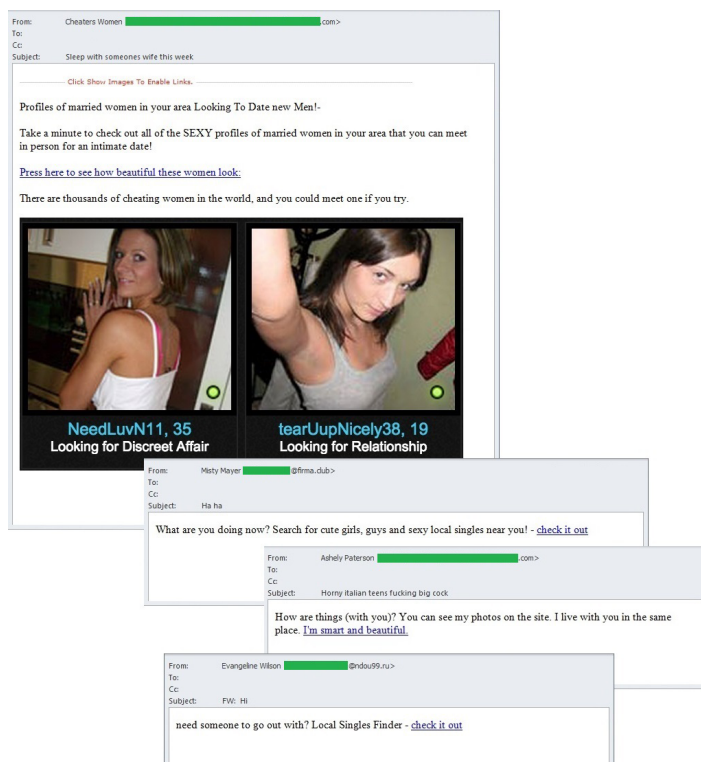 From: Cheaters Women .com>
To:
Cc:
Subject: Sleep with someones wife this week
Click Show Images To Enable Links.
Profiles of married women in your area Looking To Date new Men!-
Take a minute to check out all of the SEXY profiles of married women in your area that you can meet
in person for an intimate date!
Press here to see how beautiful these women look:
There are thousands of cheating women in the world, and you could meet one if you try.
NeedLuvN11, 35
Looking for Discreet Affair
tearUupNicely38, 19
Looking for Relationship
From: Misty Mayer @firma.club>
To:
Cc:
Subject: Ha ha
What are you doing now? Search for cute girls, guys and sexy local singles near you! - check it out
From: Ashely Paterson .com>
To:
Cc:
Subject: Horny italian teens fucking big cock
How are things (with you)? You can see my photos on the site. I live with you in the same
place. I'm smart and beautiful.
From: Evangeline Wilson @ndou99.ru>
To:
Cc:
Subject: FW: Hi
need someone to go out with? Local Singles Finder - check it out